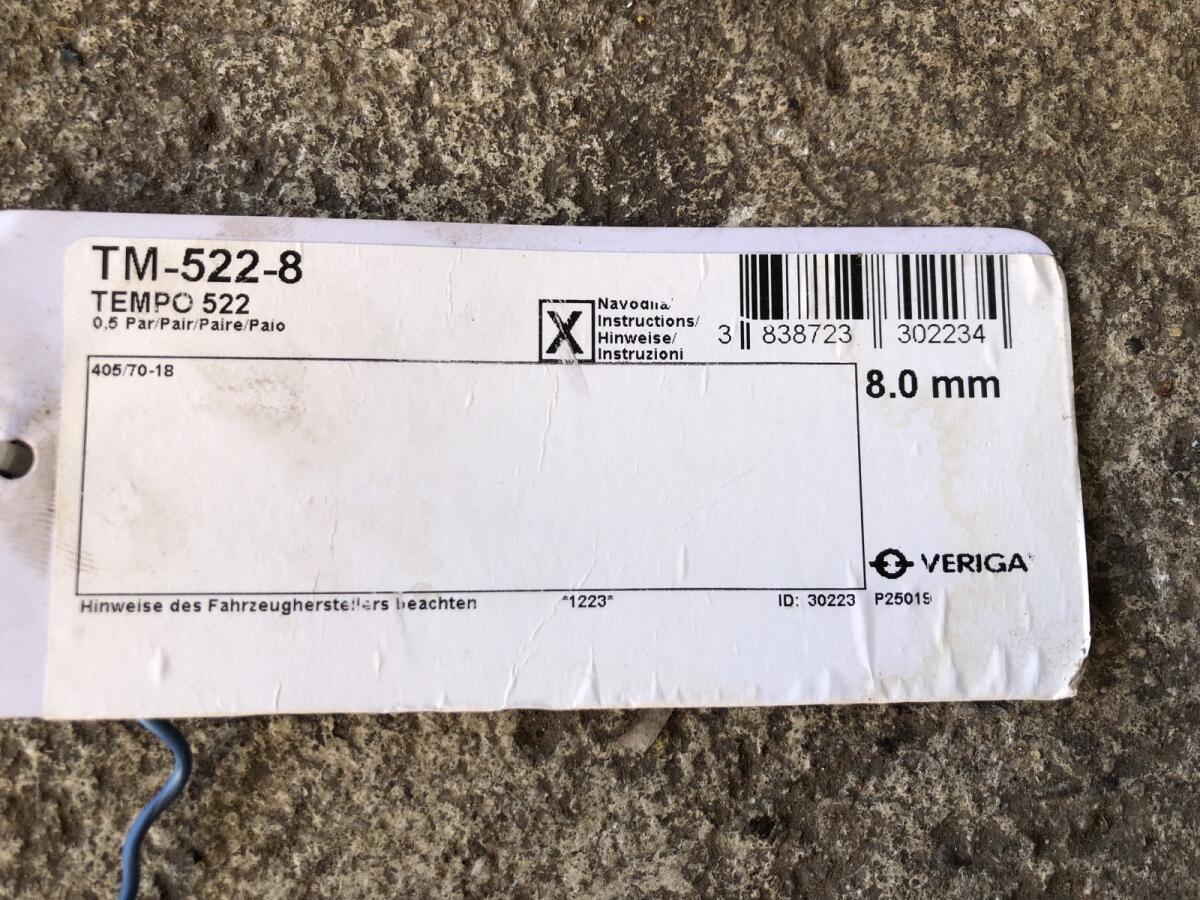 TM-522-8
TEMPO 522
0,5 Par/Pair/Paire/Paio
X
Navodila/
Instructions/
Hinweise/
Instruzioni
3 838723 302234
405/70-18
8.0 mm
VERIGA
Hinweise des Fahrzeugherstellers beachten
*1223*
ID: 30223
P25019